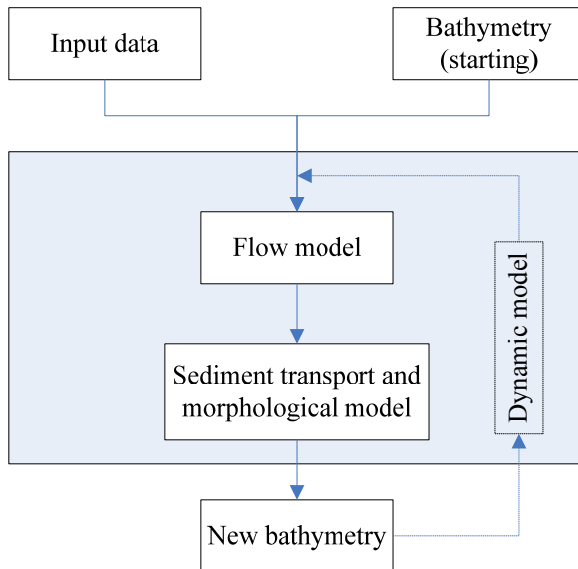 Input data
Bathymetry
(starting)
Flow model
Dynamic model
Sediment transport and
morphological model
New bathymetry